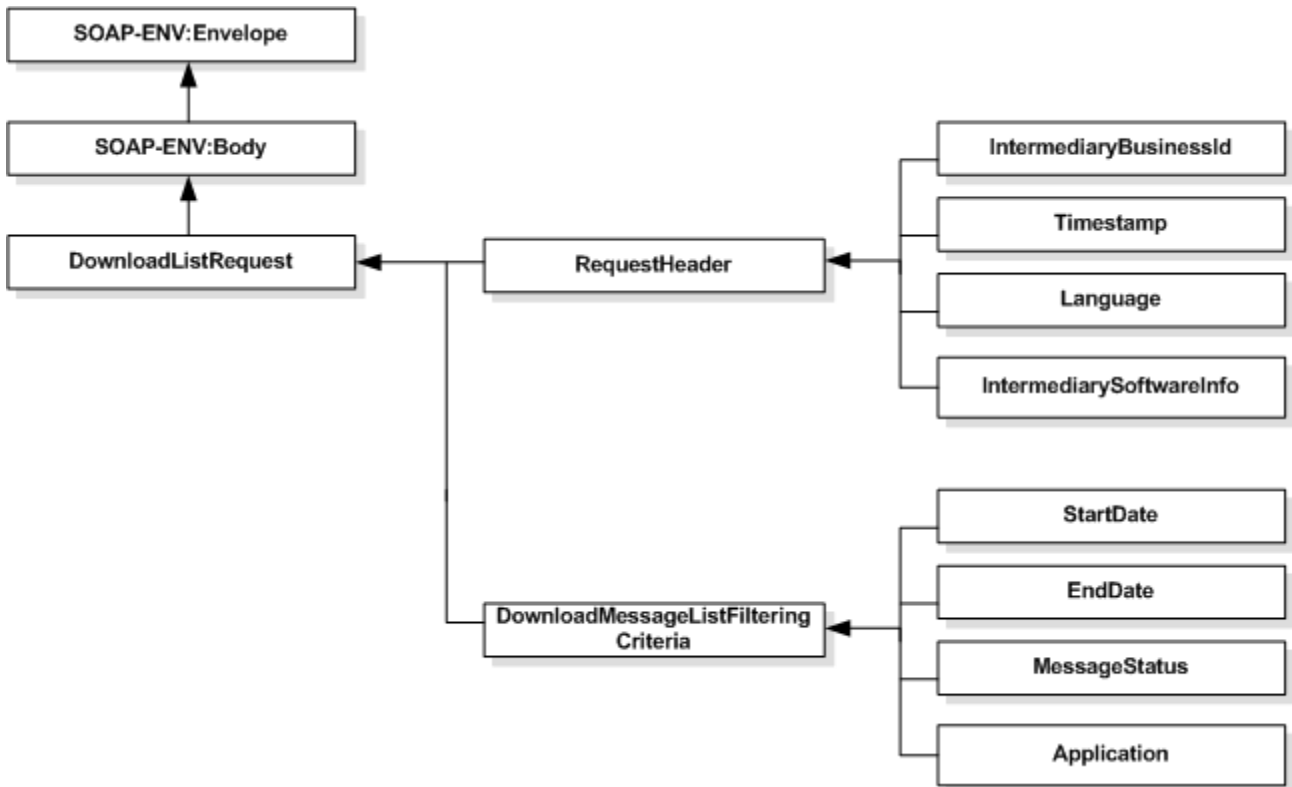 SOAP-ENV:Envelope
SOAP-ENV:Body
DownloadListRequest
RequestHeader
IntermediaryBusinessId
Timestamp
Language
IntermediarySoftwareInfo
DownloadMessageListFiltering
Criteria
StartDate
EndDate
MessageStatus
Application